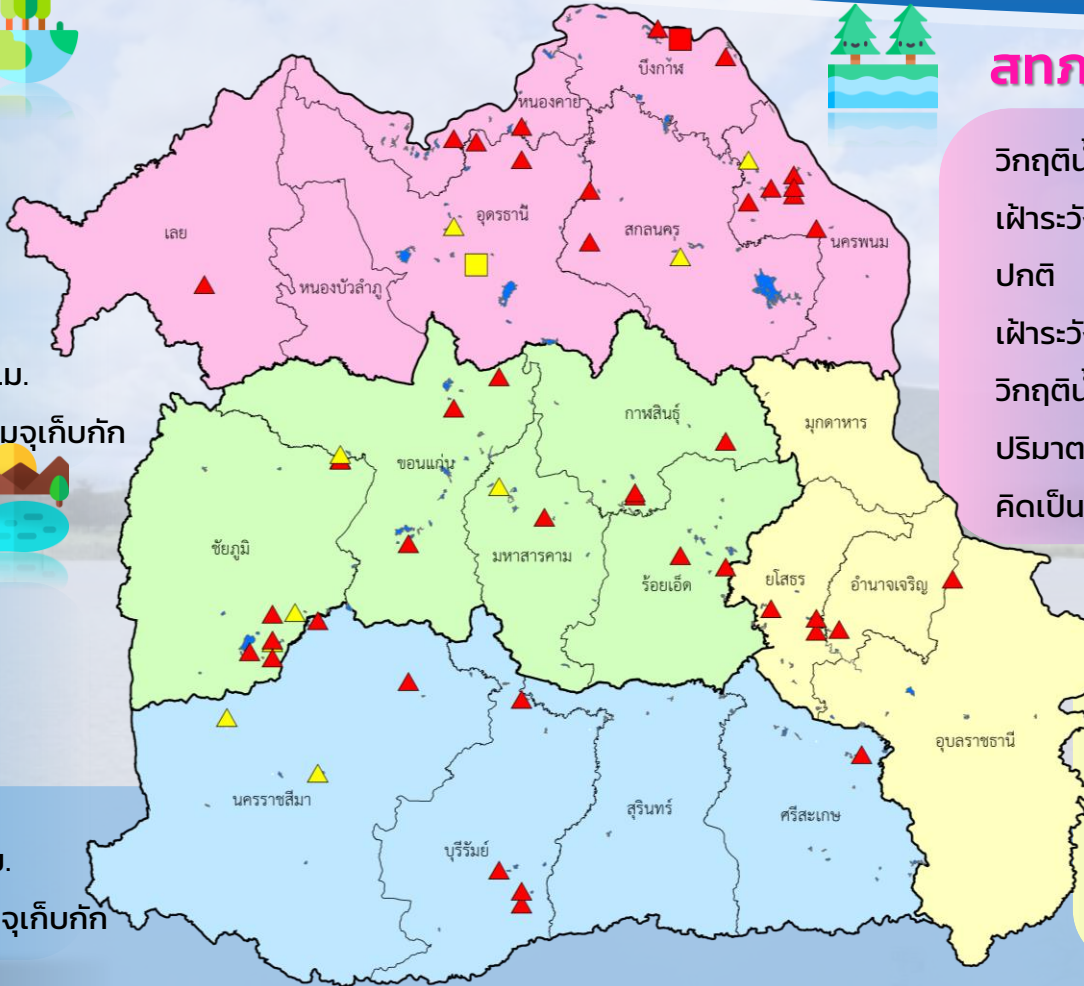 สทภ
วิกฤติน้
เฝ้าระวั
ปกติ
เฝ้าระวั
วิกฤติน้
ปริมาต
คิดเป็น
.ม.
มจุเก็บกัก
ม.
จุเก็บกัก
บึงกาฬ
หนองคาย
เลย
อุดรธานี
สกลนคร
นครพนม
หนองบัวลำภู
กาฬสินธุ์
มุกดาหาร
ขอนแก่น
ชัยภูมิ
มหาสารคาม
ร้อยเอ็ด
ยโสธร
อำนาจเจริญ
อุบลราชธานี
นครราชสีมา
สุรินทร์
ศรีสะเกษ
บุรีรัมย์